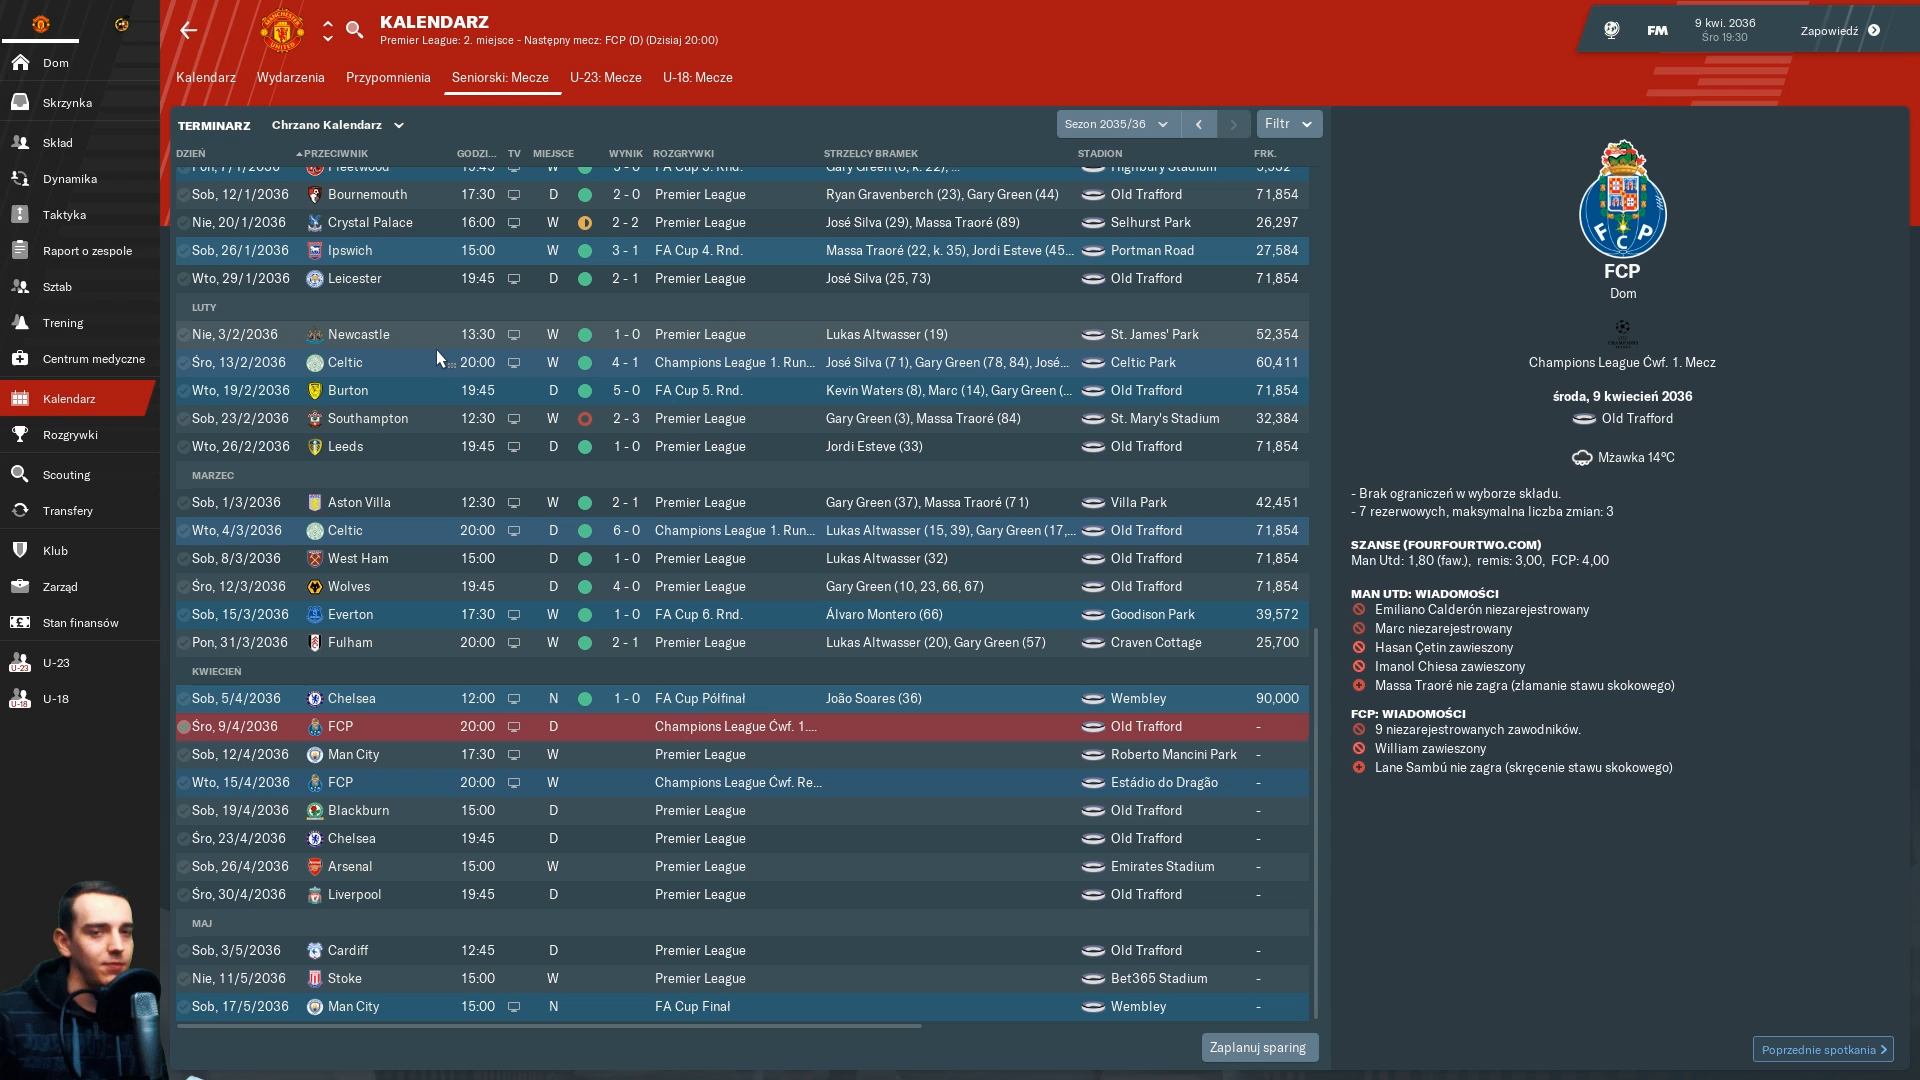 KALENDARZ
Premier League: 2. miejsce - Następny mecz: FCP (D) (Dzisiaj 20:00)
FM
9 kwi. 2036
Śro 19:30
Zapowiedź
Kalendarz Wydarzenia Przypomnienia Seniorski: Mecze U-23: Mecze U-18: Mecze
Dom
Skrzynka
Skład
Dynamika
Taktyka
Raport o zespole
Sztab
Trening
Centrum medyczne
Kalendarz
Rozgrywki
Scouting
Transfery
Klub
Zarząd
Stan finansów
U-23
U-23
U-18
U-18
TERMINARZ Chrzano Kalendarz Sezon 2035/36 Filtr
DZIEŃ PRZECIWNIK GODZI... TV MIEJSCE WYNIK ROZGRYWKI STRZELCY BRAMEK STADION FRK.
Pon, 7/1/2036 Fleetwood 19:45 W 5 - 0 FA Cup 3. Rnd. Gary Green (8, k. 22), ... Highbury Stadium
Sob, 12/1/2036 Bournemouth 17:30 D 2 - 0 Premier League Ryan Gravenberch (23), Gary Green (44) Old Trafford 71,854
Nie, 20/1/2036 Crystal Palace 16:00 W 2 - 2 Premier League José Silva (29), Massa Traoré (89) Selhurst Park 26,297
Sob, 26/1/2036 Ipswich 15:00 W 3 - 1 FA Cup 4. Rnd. Massa Traoré (22, k. 35), Jordi Esteve (45... Portman Road 27,584
Wto, 29/1/2036 Leicester 19:45 D 2 - 1 Premier League José Silva (25, 73) Old Trafford 71,854
LUTY
Nie, 3/2/2036 Newcastle 13:30 W 1 - 0 Premier League Lukas Altwasser (19) St. James' Park 52,354
Śro, 13/2/2036 Celtic 20:00 W 4 - 1 Champions League 1. Run... José Silva (71), Gary Green (78, 84), José... Celtic Park 60,411
Wto, 19/2/2036 Burton 19:45 D 5 - 0 FA Cup 5. Rnd. Kevin Waters (8), Marc (14), Gary Green (... Old Trafford 71,854
Sob, 23/2/2036 Southampton 12:30 W 2 - 3 Premier League Gary Green (3), Massa Traoré (84) St. Mary's Stadium 32,384
Wto, 26/2/2036 Leeds 19:45 D 1 - 0 Premier League Jordi Esteve (33) Old Trafford 71,854
MARZEC
Sob, 1/3/2036 Aston Villa 12:30 W 2 - 1 Premier League Gary Green (37), Massa Traoré (71) Villa Park 42,451
Wto, 4/3/2036 Celtic 20:00 D 6 - 0 Champions League 1. Run... Lukas Altwasser (15, 39), Gary Green (17,... Old Trafford 71,854
Sob, 8/3/2036 West Ham 15:00 D 1 - 0 Premier League Lukas Altwasser (32) Old Trafford 71,854
Śro, 12/3/2036 Wolves 19:45 D 4 - 0 Premier League Gary Green (10, 23, 66, 67) Old Trafford 71,854
Sob, 15/3/2036 Everton 17:30 W 1 - 0 FA Cup 6. Rnd. Álvaro Montero (66) Goodison Park 39,572
Pon, 31/3/2036 Fulham 20:00 W 2 - 1 Premier League Lukas Altwasser (20), Gary Green (57) Craven Cottage 25,700
KWIECIEŃ
Sob, 5/4/2036 Chelsea 12:00 N 1 - 0 FA Cup Półfinał João Soares (36) Wembley 90,000
Śro, 9/4/2036 FCP 20:00 D Champions League Ćwf. 1.... Old Trafford -
Sob, 12/4/2036 Man City 17:30 W Premier League Roberto Mancini Park -
Wto, 15/4/2036 FCP 20:00 W Champions League Ćwf. Re... Estádio do Dragão -
Sob, 19/4/2036 Blackburn 15:00 D Premier League Old Trafford -
Śro, 23/4/2036 Chelsea 19:45 D Premier League Old Trafford -
Sob, 26/4/2036 Arsenal 15:00 W Premier League Emirates Stadium -
Śro, 30/4/2036 Liverpool 19:45 D Premier League Old Trafford -
MAJ
Sob, 3/5/2036 Cardiff 12:45 D Premier League Old Trafford -
Nie, 11/5/2036 Stoke 15:00 W Premier League Bet365 Stadium -
Sob, 17/5/2036 Man City 15:00 N FA Cup Finał Wembley -
Zaplanuj sparing
FCP
FCP
Dom
Champions League Ćwf. 1. Mecz
środa, 9 kwiecień 2036
Old Trafford
Mżawka 14°C
- Brak ograniczeń w wyborze składu.
- 7 rezerwowych, maksymalna liczba zmian: 3
SZANSE (FOURFOURTWO.COM)
Man Utd: 1,80 (faw.), remis: 3,00, FCP: 4,00
MAN UTD: WIADOMOŚCI
Emiliano Calderón niezarejestrowany
Marc niezarejestrowany
Hasan Çetin zawieszony
Imanol Chiesa zawieszony
Massa Traoré nie zagra (złamanie stawu skokowego)
FCP: WIADOMOŚCI
9 niezarejestrowanych zawodników.
William zawieszony
Lane Sambú nie zagra (skręcenie stawu skokowego)
Poprzednie spotkania